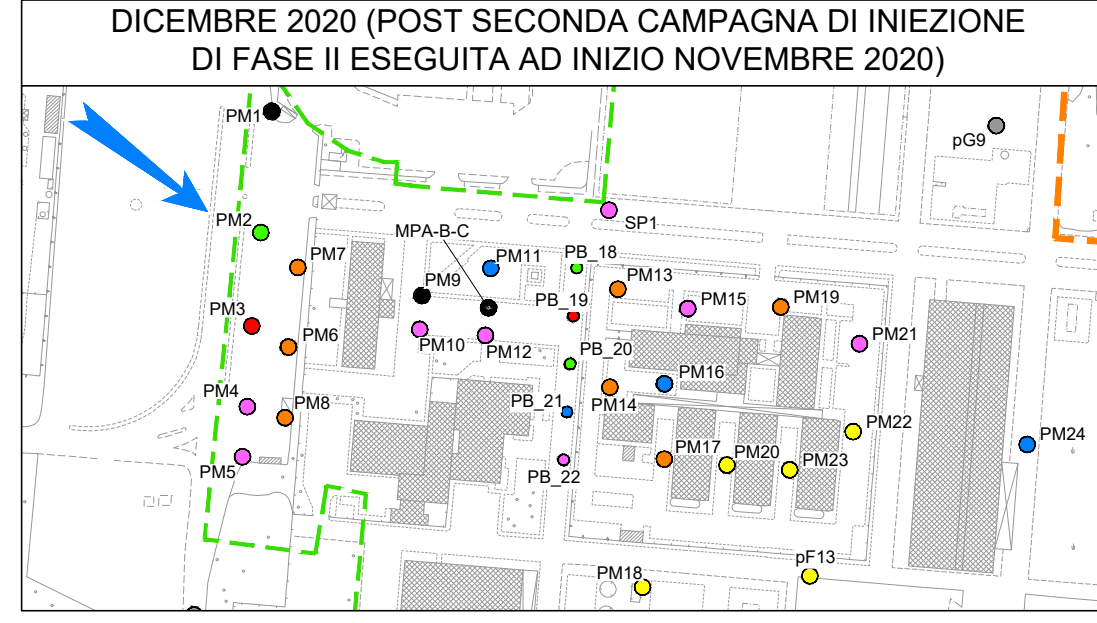 DICEMBRE 2020 (POST SECONDA CAMPAGNA DI INIEZIONE
DI FASE II ESEGUITA AD INIZIO NOVEMBRE 2020)
PM1
pG9
PM2
SP1
MPA-B-C
PM7
PM11
PB_18
PM13
PM9
PB_19
PM15
PM19
PM3
PM6
PM10
PM12
PM21
PB_20
PM16
PM4
PM8
PB_21
PM14
PM22
PM24
PM5
PB_22
PM17
PM20
PM23
pF13
PM18